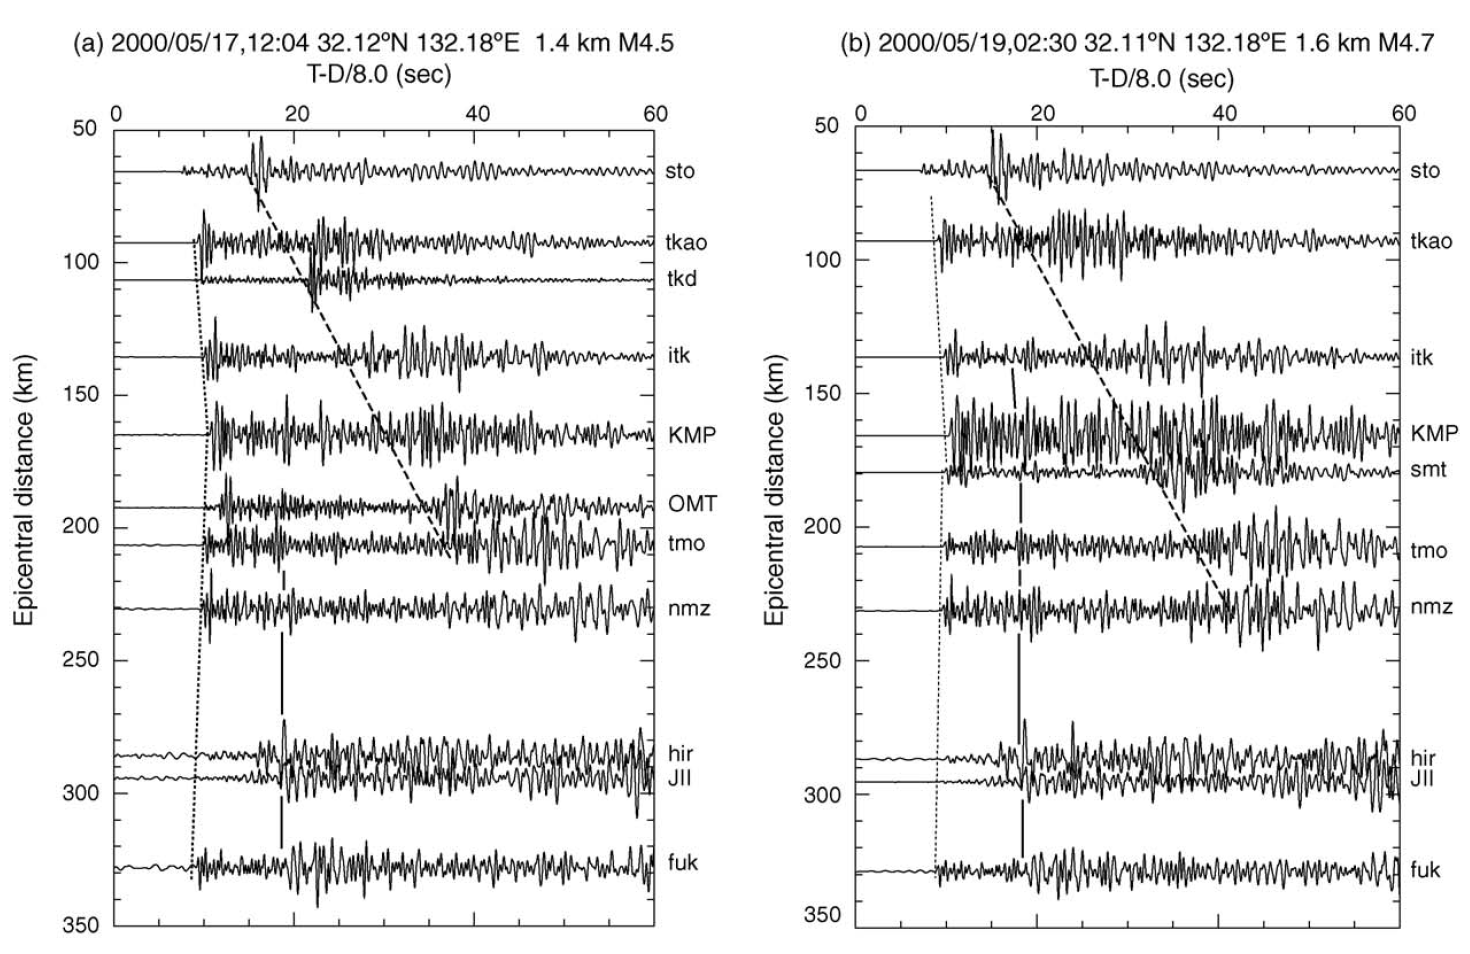 (a) 2000/05/17,12:04 32.12ºN 132.18ºE 1.4 km M4.5
T-D/8.0 (sec)
0 20 40 60
50
100
150
200
250
300
350
Epicentral distance (km)
sto
tkao
tkd
itk
KMP
OMT
tmo
nmz
hir
JII
fuk
(b) 2000/05/19,02:30 32.11ºN 132.18ºE 1.6 km M4.7
T-D/8.0 (sec)
0 20 40 60
50
100
150
200
250
300
350
Epicentral distance (km)
sto
tkao
itk
KMP
smt
tmo
nmz
hir
JII
fuk